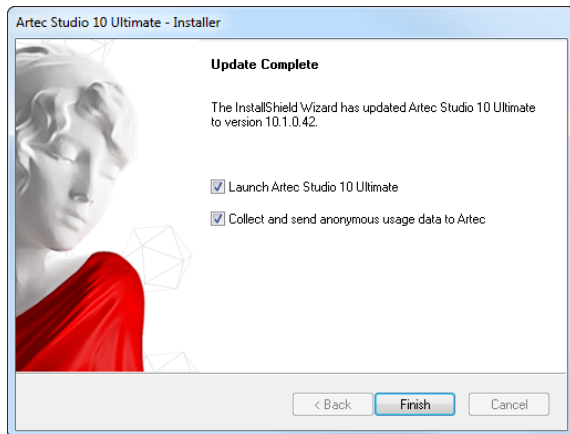 Artec Studio 10 Ultimate - Installer
Update Complete
The InstallShield Wizard has updated Artec Studio 10 Ultimate
to version 10.1.0.42.
Launch Artec Studio 10 Ultimate
Collect and send anonymous usage data to Artec
< Back
Finish
Cancel